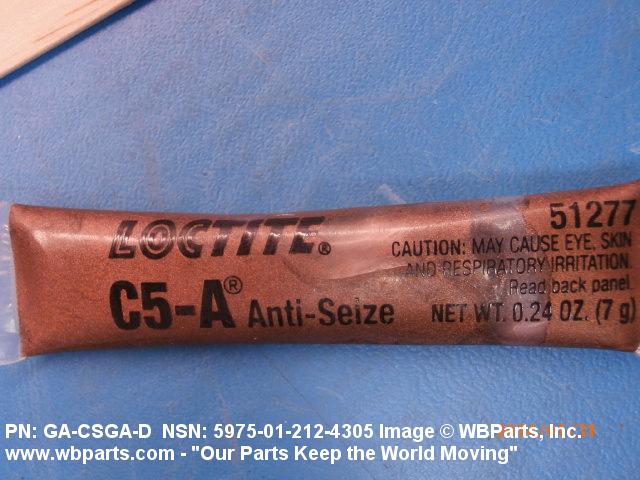 LOCTITE®
51277
CAUTION: MAY CAUSE EYE, SKIN
AND RESPIRATORY IRRITATION.
Read back panel.
C5-A® Anti-Seize
NET WT. 0.24 OZ. (7 g)
PN: GA-CSGA-D NSN: 5975-01-212-4305 Image © WBParts, Inc.
www.wbparts.com - "Our Parts Keep the World Moving"